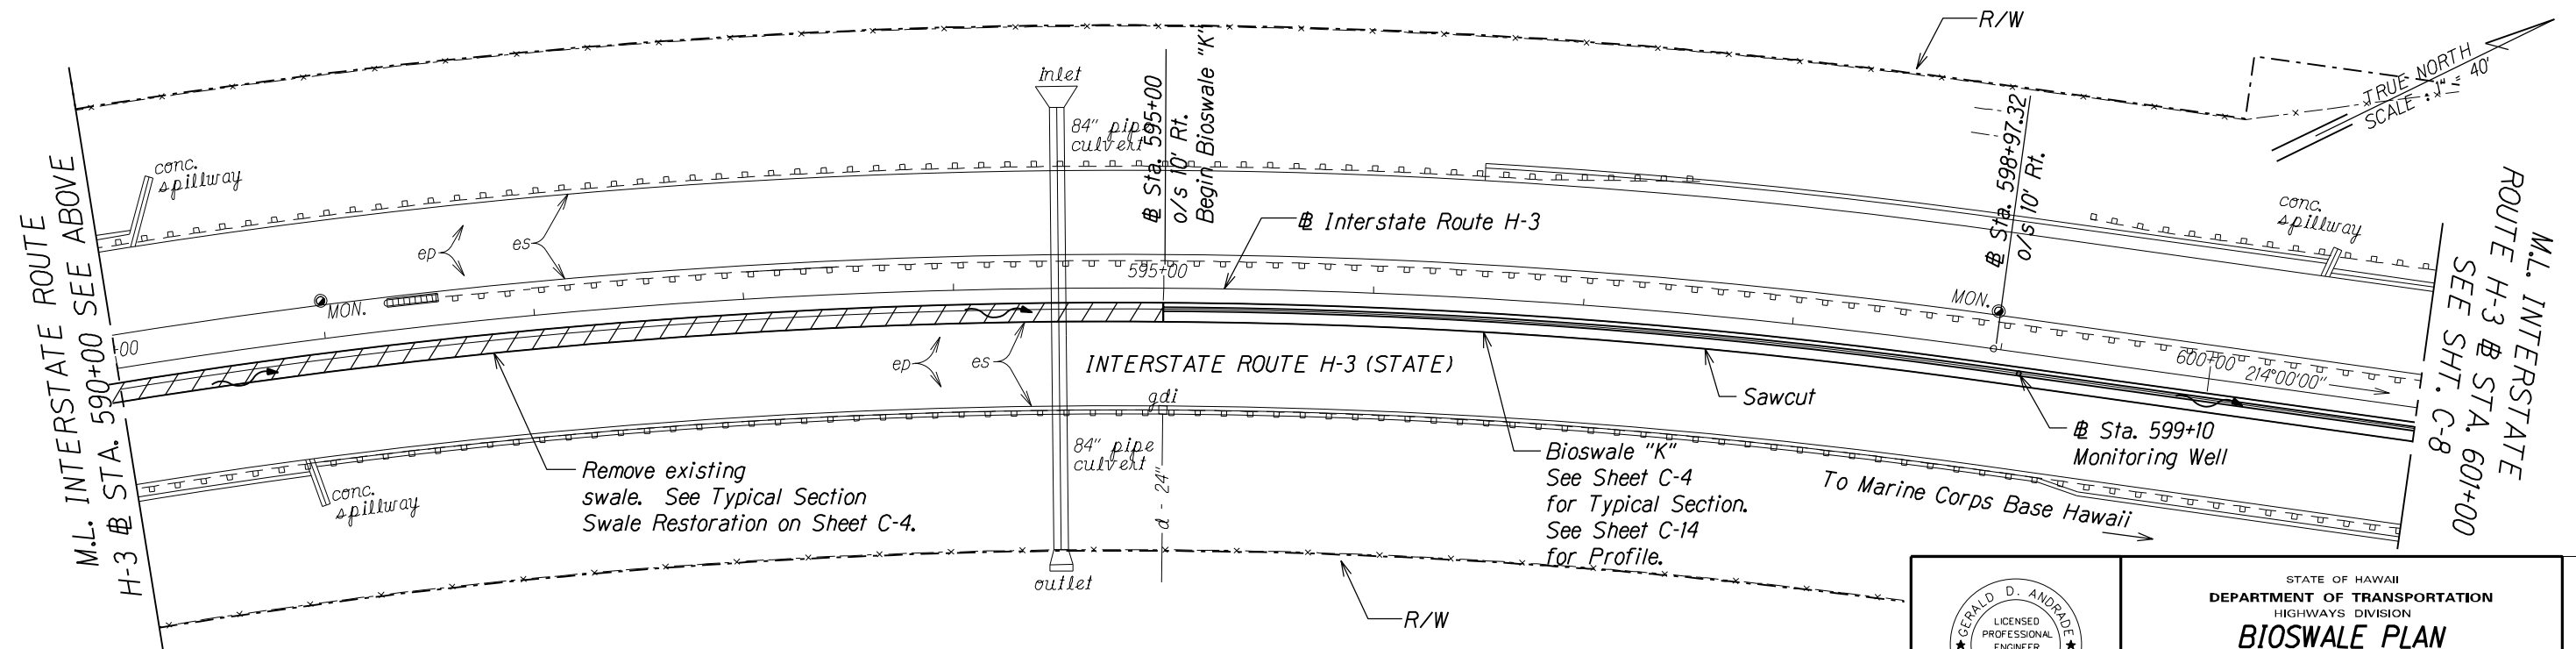 R/W
TRUE NORTH
SCALE : 1" = 40'
Inlet
84" pipe
culvert
℄ Sta. 595+00
o/s 10' Rt.
Begin Bioswale "K"
℄ Sta. 598+97.32
o/s 10' Rt.
conc.
spillway
conc.
spillway
M.L. INTERSTATE ROUTE
H-3 ℄ STA. 590+00 SEE ABOVE
M.L. INTERSTATE
ROUTE H-3 ℄ STA. 601+00
SEE SHT. C-8
ep
es
℄ Interstate Route H-3
595+00
MON.
MON.
+00
600+00
214°00'00"
ep
es
INTERSTATE ROUTE H-3 (STATE)
gdi
Sawcut
℄ Sta. 599+10
Monitoring Well
84" pipe
culvert
d - 24"
Remove existing
swale. See Typical Section
Swale Restoration on Sheet C-4.
conc.
spillway
Bioswale "K"
See Sheet C-4
for Typical Section.
See Sheet C-14
for Profile.
To Marine Corps Base Hawaii
outlet
R/W
GERALD D. ANDRADE
LICENSED
PROFESSIONAL
ENGINEER
STATE OF HAWAII
DEPARTMENT OF TRANSPORTATION
HIGHWAYS DIVISION
BIOSWALE PLAN